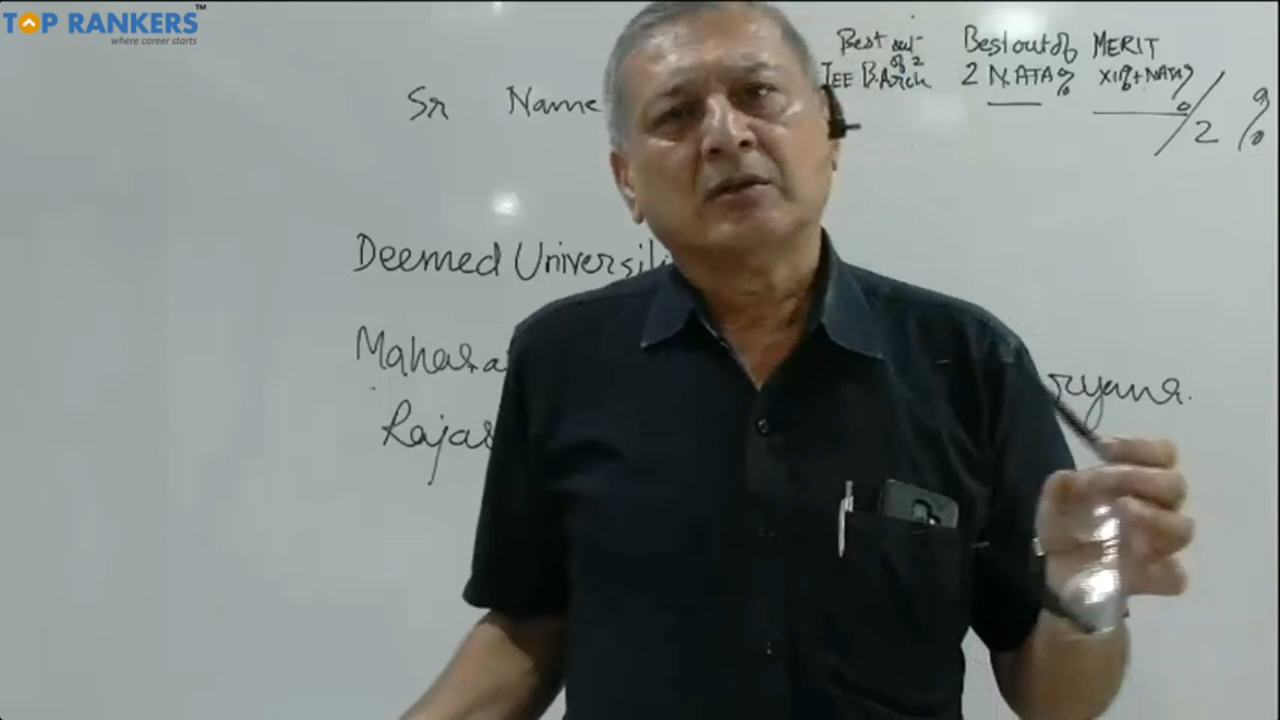 TOP RANKERS™
where career starts
Best out of 2
JEE B.Arch
Best out of
2 NATA %
MERIT
XII%+NATA%
/2 %
Sr Name
Deemed Universi
Mahara
ryana.
Rajas